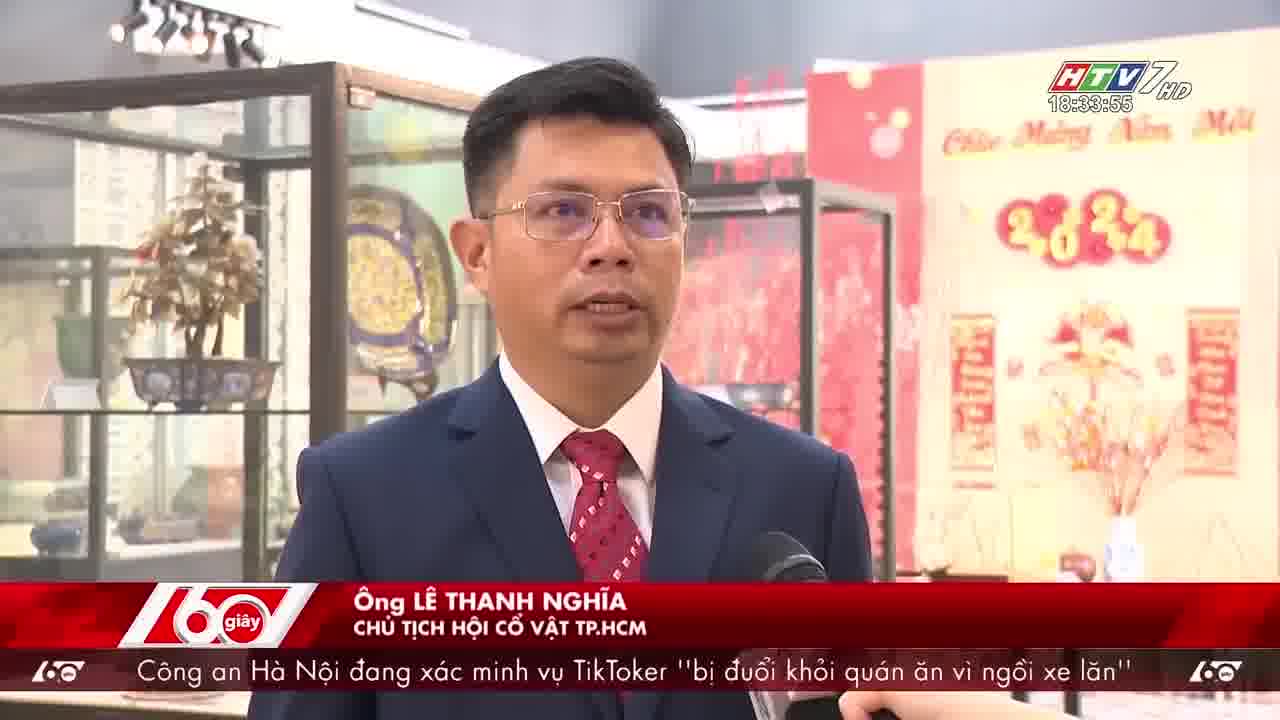 HTV7 HD
18:33:55
Chúc Mừng Năm Mới
2024
60 giây
Ông LÊ THANH NGHĨA
CHỦ TỊCH HỘI CỔ VẬT TP.HCM
Công an Hà Nội đang xác minh vụ TikToker "bị đuổi khỏi quán ăn vì ngồi xe lăn"